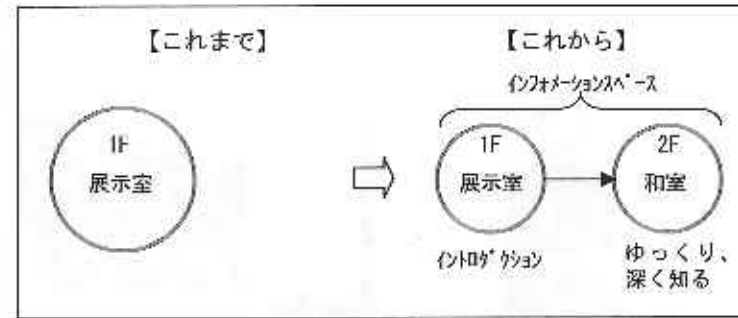 【これまで】
1F
展示室
【これから】
ｲﾝﾌｫﾒｰｼｮﾝｽﾍﾟｰｽ
1F
展示室
ｲﾝﾄﾛﾀﾞｸｼｮﾝ
2F
和室
ゆっくり、
深く知る